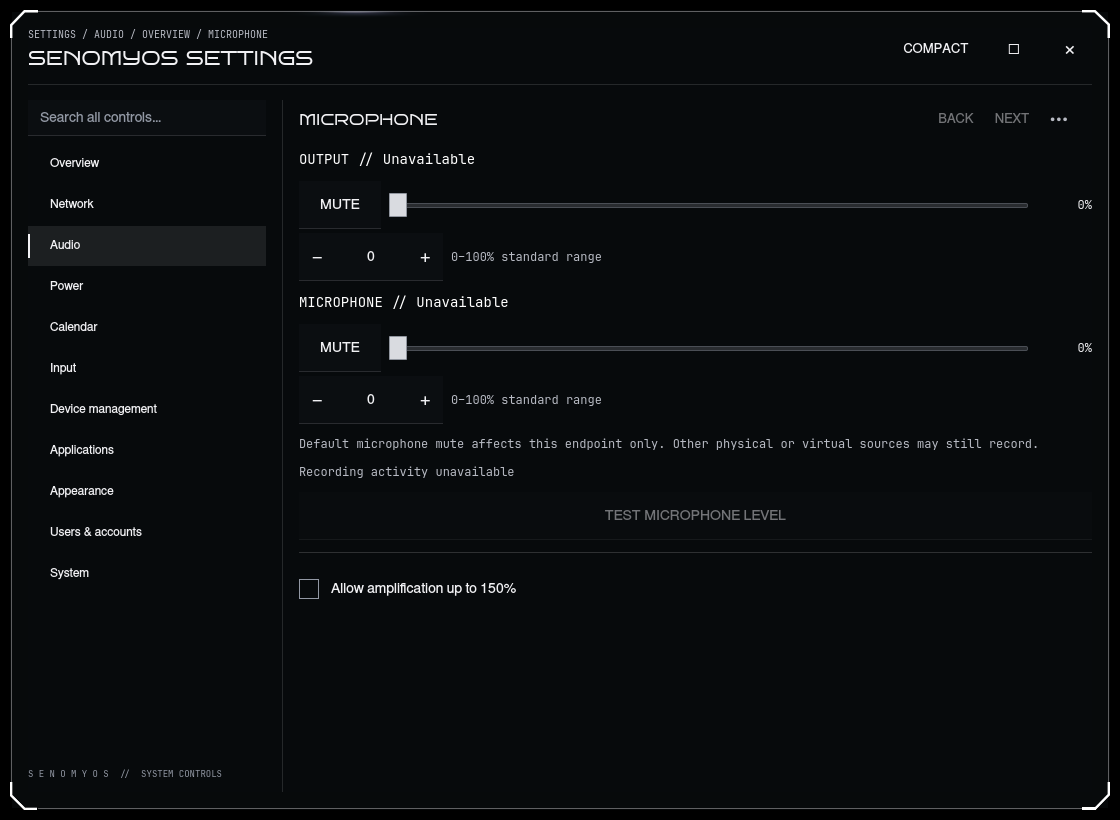 SETTINGS / AUDIO / OVERVIEW / MICROPHONE
SENOMYOS SETTINGS
COMPACT
Search all controls...
Overview
Network
Audio
Power
Calendar
Input
Device management
Applications
Appearance
Users & accounts
System
SENOMYOS // SYSTEM CONTROLS
MICROPHONE
BACK NEXT •••
OUTPUT // Unavailable
MUTE 0%
− 0 + 0–100% standard range
MICROPHONE // Unavailable
MUTE 0%
− 0 + 0–100% standard range
Default microphone mute affects this endpoint only. Other physical or virtual sources may still record.
Recording activity unavailable
TEST MICROPHONE LEVEL
Allow amplification up to 150%